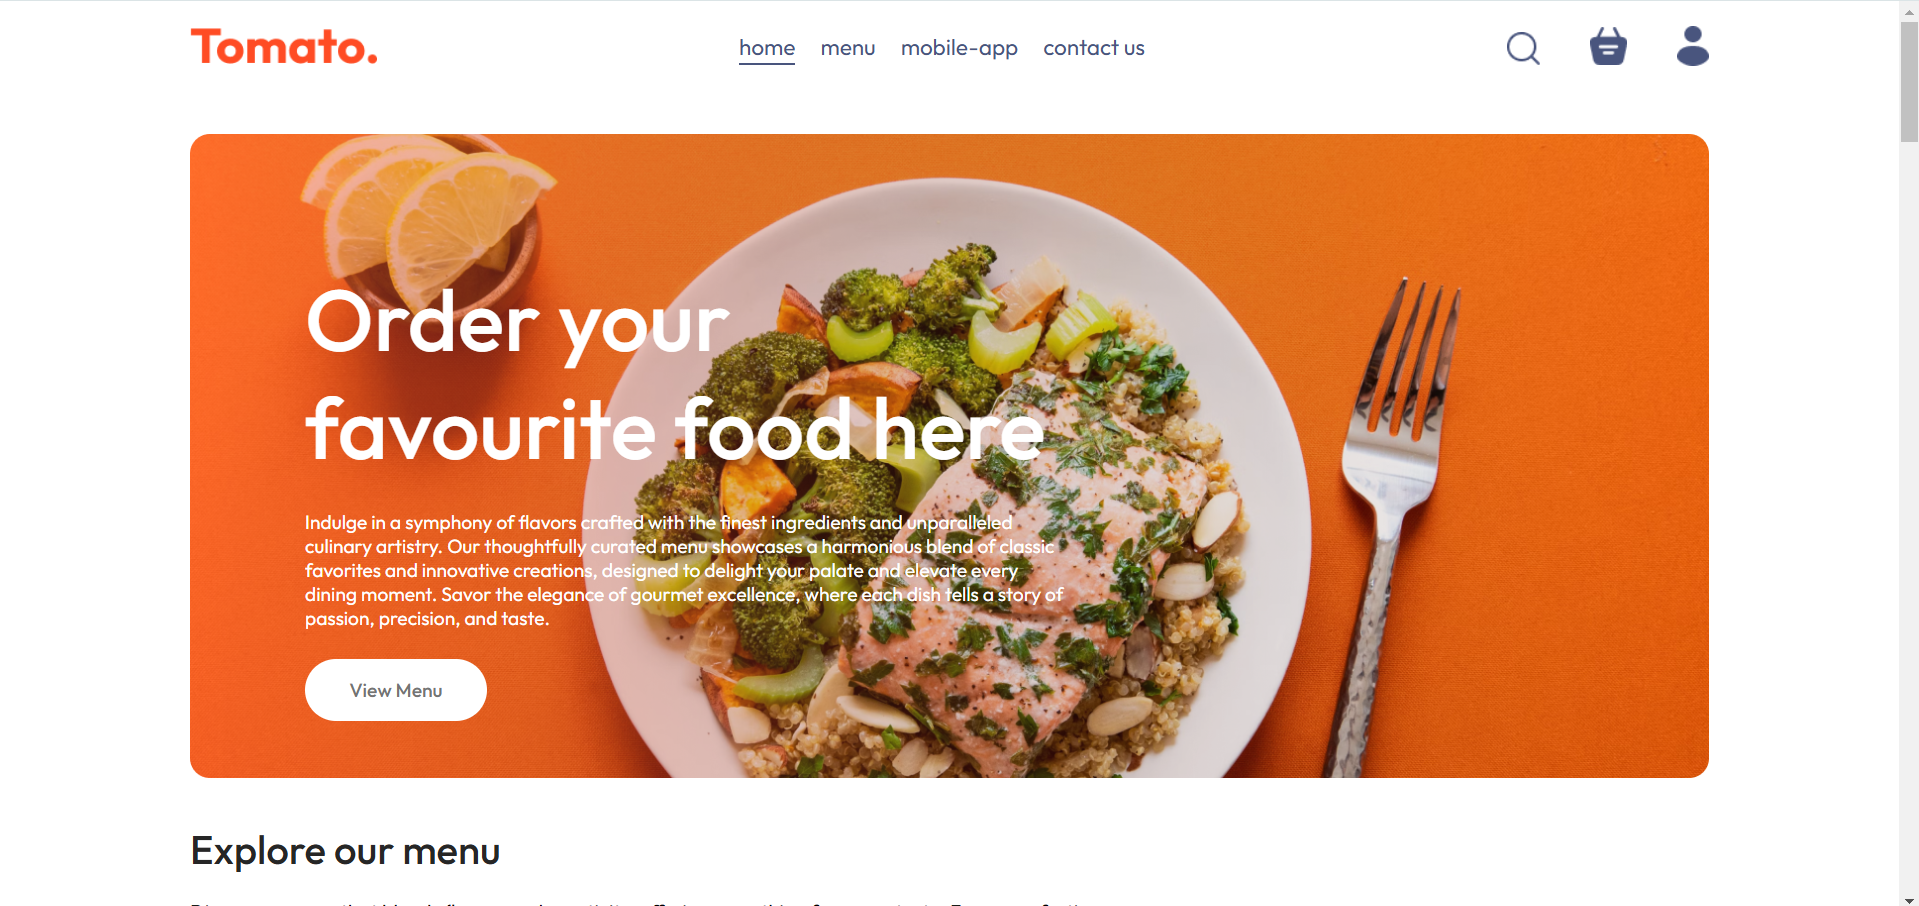 Tomato.
home menu mobile-app contact us
Order your
favourite food here
Indulge in a symphony of flavors crafted with the finest ingredients and unparalleled
culinary artistry. Our thoughtfully curated menu showcases a harmonious blend of classic
favorites and innovative creations, designed to delight your palate and elevate every
dining moment. Savor the elegance of gourmet excellence, where each dish tells a story of
passion, precision, and taste.
View Menu
Explore our menu